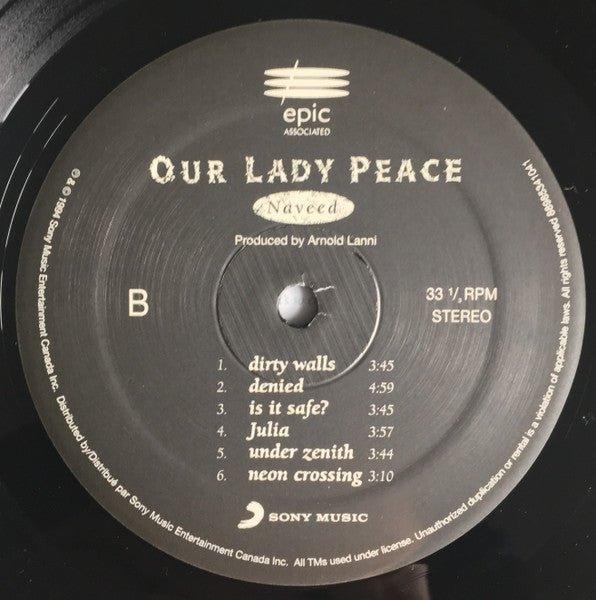 epic
ASSOCIATED
OUR LADY PEACE
Naveed
Produced by Arnold Lanni
B
33 1/3 RPM
STEREO
1. dirty walls 3:45
2. denied 4:59
3. is it safe? 3:45
4. Julia 3:57
5. under zenith 3:44
6. neon crossing 3:10
SONY MUSIC
℗ & © 1994 Sony Music Entertainment Canada Inc. Distributed by/Distribué par Sony Music Entertainment Canada Inc. All TMs used under license. Unauthorized duplication or rental is a violation of applicable laws. All rights reserved 88985341041